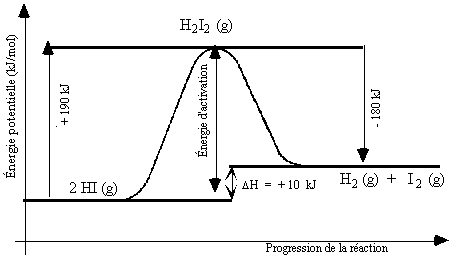 H2I2 (g)
Énergie potentielle (kJ/mol)
+190 kJ
Énergie d'activation
- 180 kJ
2 HI (g)
ΔH = +10 kJ
H2 (g) + I2 (g)
Progression de la réaction